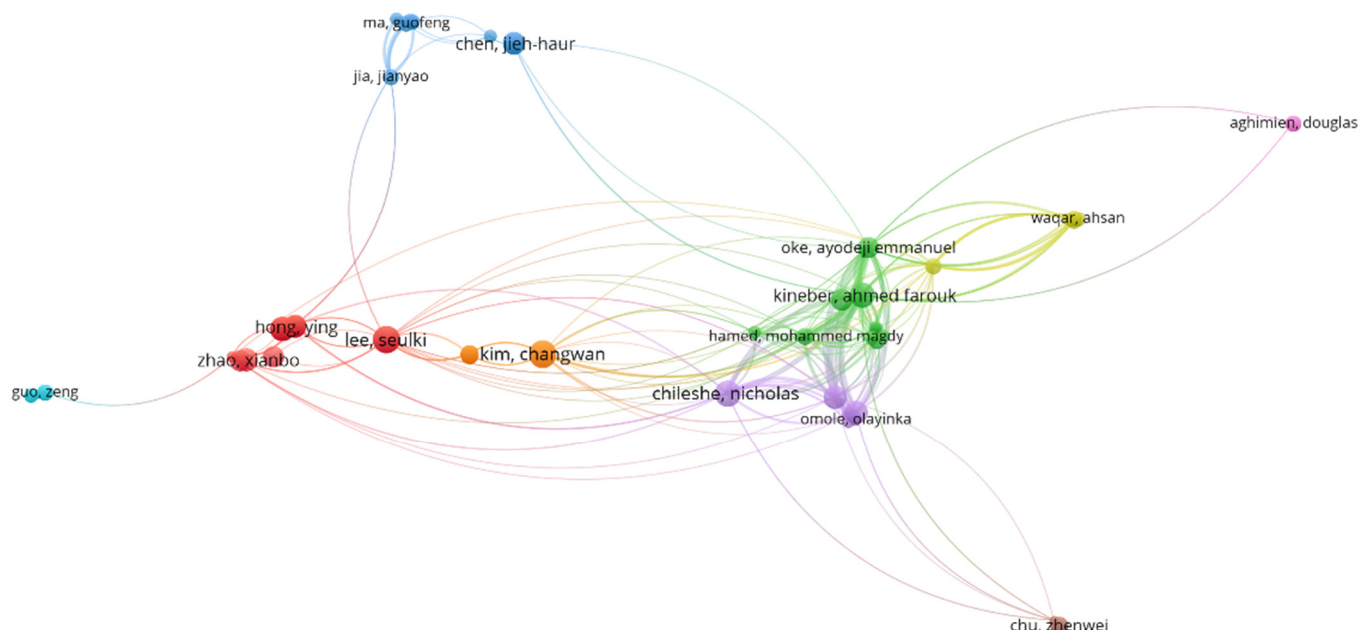 ma, guofeng
chen, jieh-haur
jia, jianyao
aghimien, douglas
waqar, ahsan
oke, ayodeji emmanuel
kineber, ahmed farouk
hong, ying
lee, seulki
hamed, mohammed magdy
zhao, xianbo
kim, changwan
guo, zeng
chileshe, nicholas
omole, olayinka
chu, zhenwei